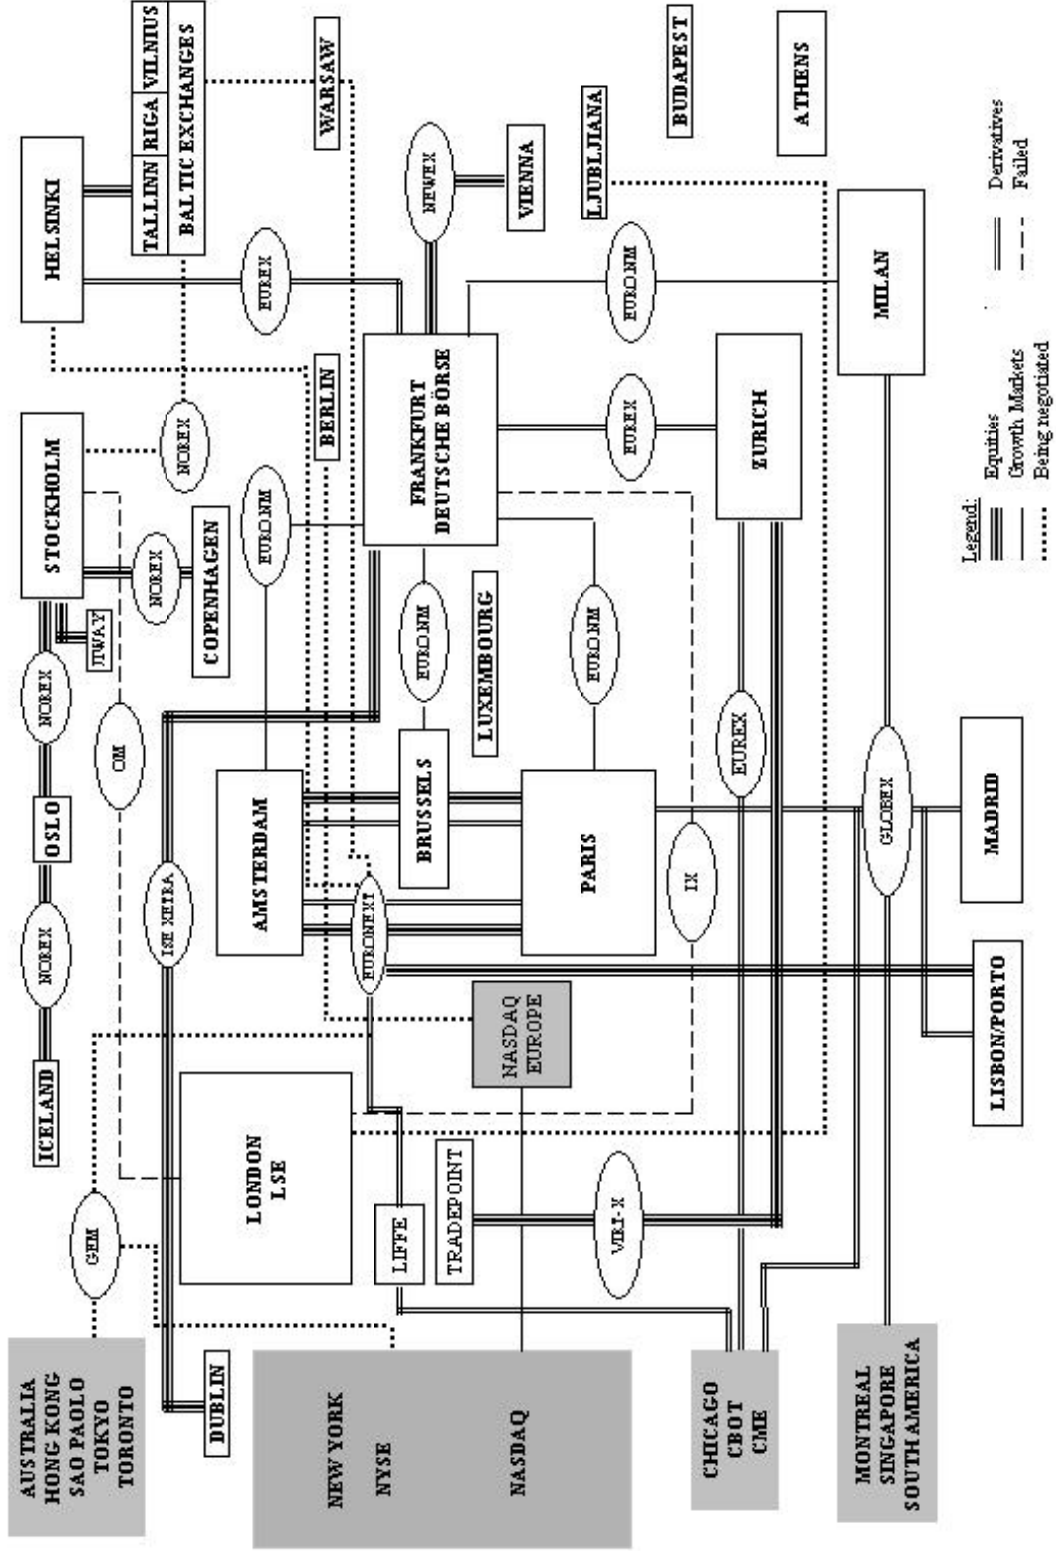 AUSTRALIA
HONG KONG
SAO PAOLO
TOKYO
TORONTO
GEM
ICELAND
NOREX
OSLO
NOREX
JIWAY
STOCKHOLM
NOREX
COPENHAGEN
NOREX
HELSINKI
TALLINN
RIGA
VILNIUS
BALTIC EXCHANGES
OM
DUBLIN
ISE XETRA
LONDON
LSE
AMSTERDAM
EURO.NM
EUREX
BERLIN
WARSAW
NEW YORK
NYSE
NASDAQ
LIFFE
TRADEPOINT
EURONEXT
BRUSSELS
EURO.NM
LUXEMBOURG
FRANKFURT
DEUTSCHE BÖRSE
NEWEX
VIENNA
NASDAQ
EUROPE
PARIS
EURO.NM
LJUBLJIANA
VIRT-X
EUREX
EURO.NM
IX
BUDAPEST
CHICAGO
CBOT
CME
EUREX
ZURICH
ATHENS
MONTREAL
SINGAPORE
SOUTH AMERICA
GLOBEX
MILAN
LISBON/PORTO
MADRID
Legend:
Equities
Growth Markets
Being negotiated
Derivatives
Failed